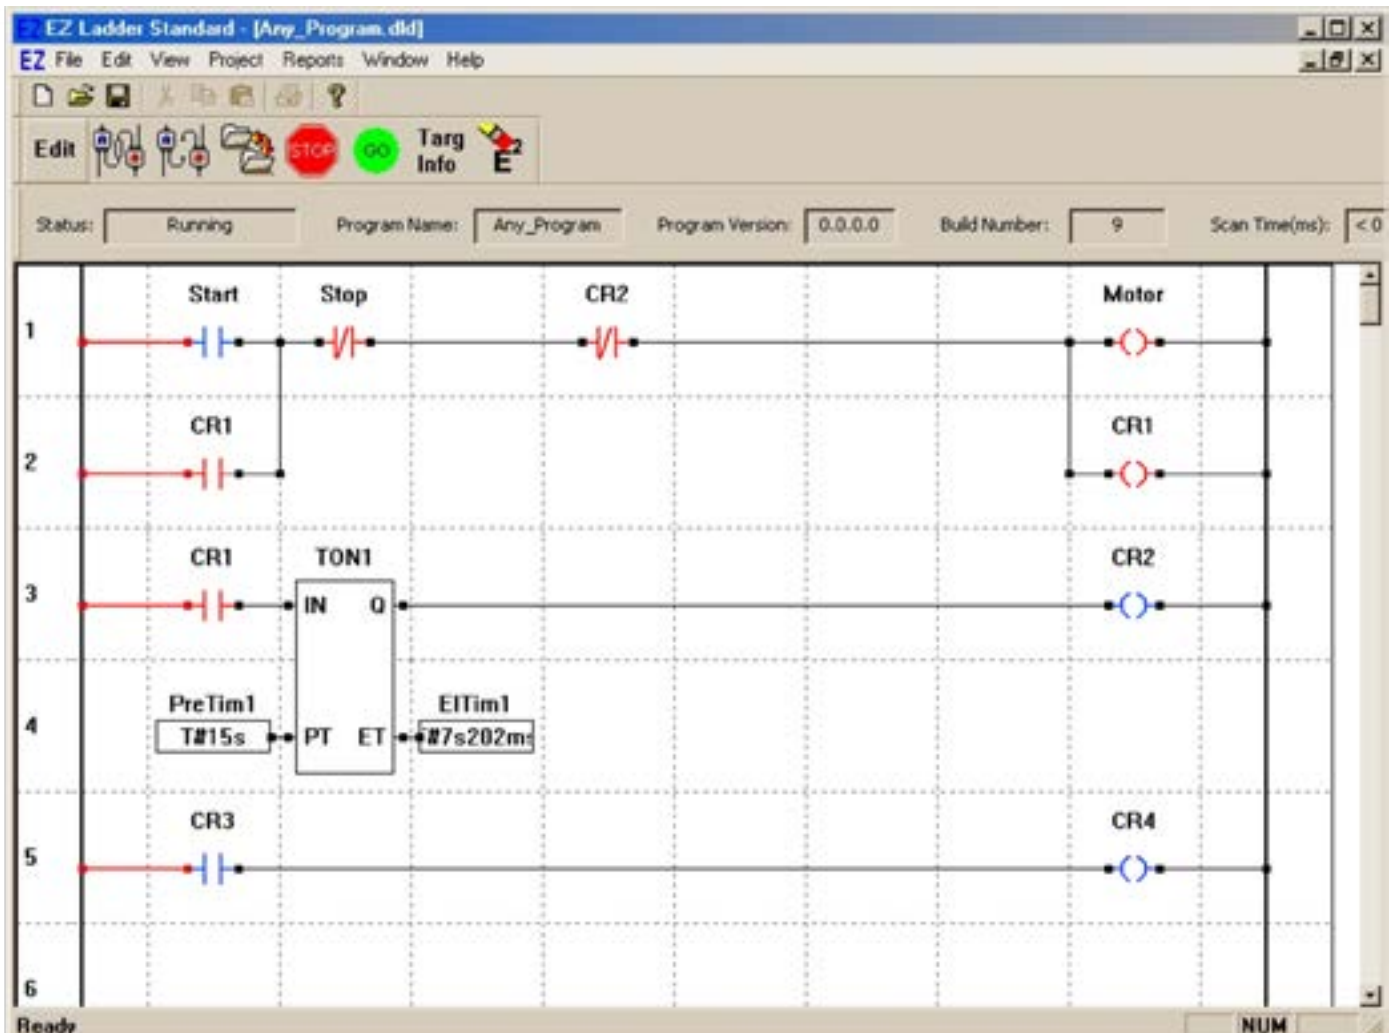 EZ EZ Ladder Standard - [Any_Program.dld]
EZ File Edit View Project Reports Window Help
Edit STOP GO Targ Info E2
Status: Running Program Name: Any_Program Program Version: 0.0.0.0 Build Number: 9 Scan Time(ms): < 0
Start Stop CR2 Motor
1
CR1 CR1
2
CR1 TON1 CR2
3 IN Q
PreTim1 ElTim1
4 T#15s PT ET T#7s202ms
CR3 CR4
5
6
Ready NUM